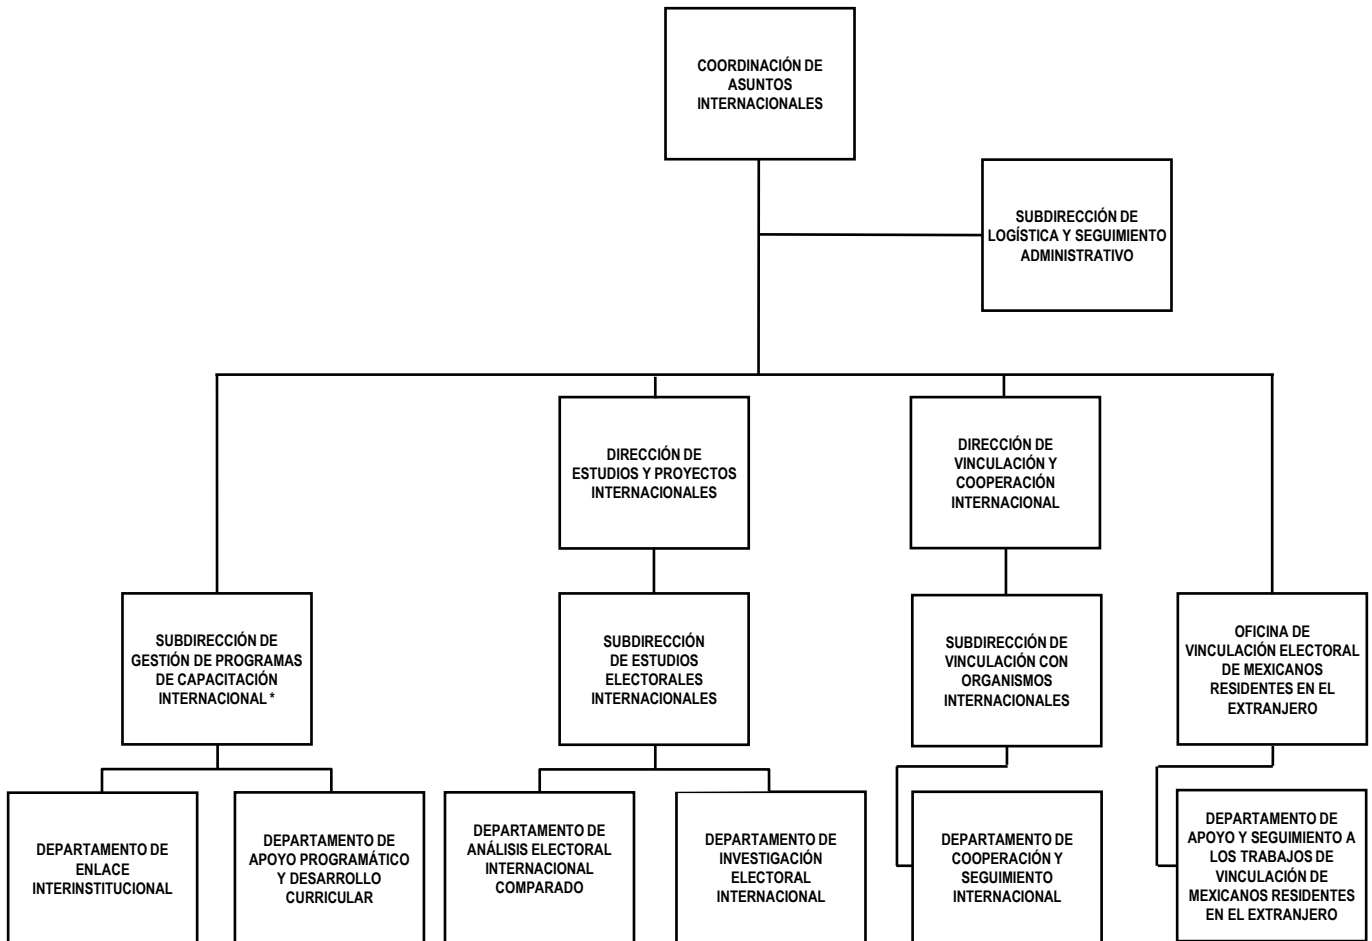 COORDINACIÓN DE
ASUNTOS
INTERNACIONALES
SUBDIRECCIÓN DE
LOGÍSTICA Y SEGUIMIENTO
ADMINISTRATIVO
DIRECCIÓN DE
ESTUDIOS Y PROYECTOS
INTERNACIONALES
DIRECCIÓN DE
VINCULACIÓN Y
COOPERACIÓN
INTERNACIONAL
SUBDIRECCIÓN DE
GESTIÓN DE PROGRAMAS
DE CAPACITACIÓN
INTERNACIONAL *
SUBDIRECCIÓN
DE ESTUDIOS
ELECTORALES
INTERNACIONALES
SUBDIRECCIÓN DE
VINCULACIÓN CON
ORGANISMOS
INTERNACIONALES
OFICINA DE
VINCULACIÓN ELECTORAL
DE MEXICANOS
RESIDENTES EN EL
EXTRANJERO
DEPARTAMENTO DE
ENLACE
INTERINSTITUCIONAL
DEPARTAMENTO DE
APOYO PROGRAMÁTICO
Y DESARROLLO
CURRICULAR
DEPARTAMENTO DE
ANÁLISIS ELECTORAL
INTERNACIONAL
COMPARADO
DEPARTAMENTO DE
INVESTIGACIÓN
ELECTORAL
INTERNACIONAL
DEPARTAMENTO DE
COOPERACIÓN Y
SEGUIMIENTO
INTERNACIONAL
DEPARTAMENTO DE
APOYO Y SEGUIMIENTO A
LOS TRABAJOS DE
VINCULACIÓN DE
MEXICANOS RESIDENTES
EN EL EXTRANJERO